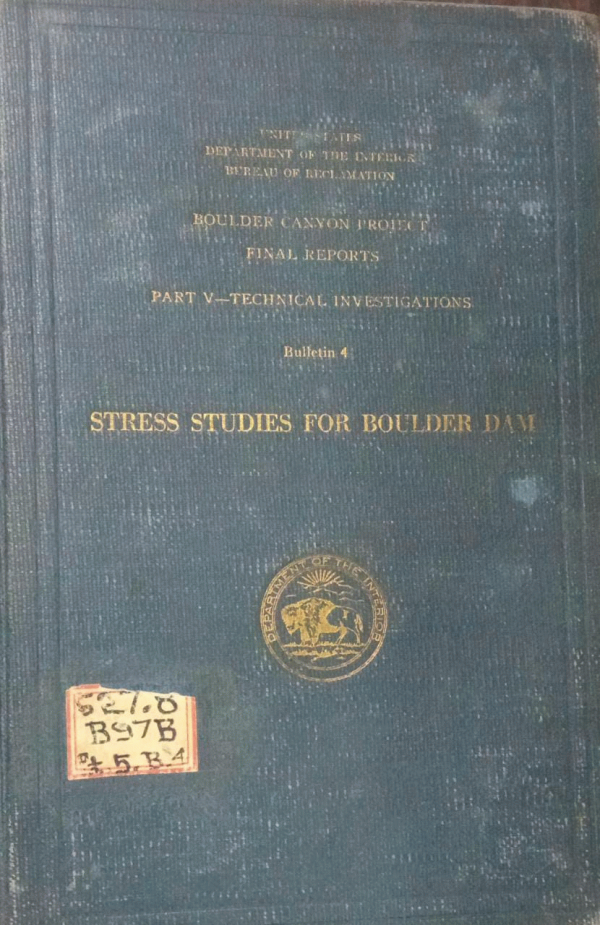 UNITED STATES
DEPARTMENT OF THE INTERIOR
BUREAU OF RECLAMATION
BOULDER CANYON PROJECT
FINAL REPORTS
PART V—TECHNICAL INVESTIGATIONS
Bulletin 4
STRESS STUDIES FOR BOULDER DAM
DEPARTMENT OF THE INTERIOR
627.8
B97B
pt.5, B.4